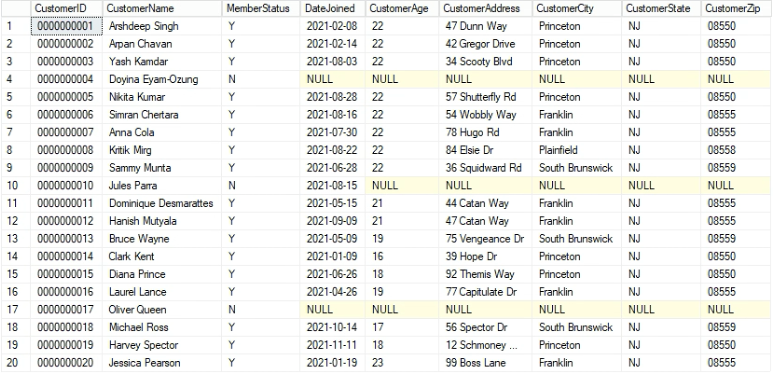 CustomerID CustomerName MemberStatus DateJoined CustomerAge CustomerAddress CustomerCity CustomerState CustomerZip
1 0000000001 Arshdeep Singh Y 2021-02-08 22 47 Dunn Way Princeton NJ 08550
2 0000000002 Arpan Chavan Y 2021-02-14 22 42 Gregor Drive Princeton NJ 08550
3 0000000003 Yash Kamdar Y 2021-08-03 22 34 Scooty Blvd Princeton NJ 08550
4 0000000004 Doyina Eyam-Ozung N NULL NULL NULL NULL NULL NULL
5 0000000005 Nikita Kumar Y 2021-08-28 22 57 Shutterfly Rd Princeton NJ 08550
6 0000000006 Simran Chertara Y 2021-08-16 22 54 Wobbly Way Franklin NJ 08555
7 0000000007 Anna Cola Y 2021-07-30 22 78 Hugo Rd Franklin NJ 08555
8 0000000008 Kritik Mirg Y 2021-08-22 22 84 Elsie Dr Plainfield NJ 08558
9 0000000009 Sammy Munta Y 2021-06-28 22 36 Squidward Rd South Brunswick NJ 08559
10 0000000010 Jules Parra N 2021-08-15 NULL NULL NULL NULL NULL
11 0000000011 Dominique Desmarattes Y 2021-05-15 21 44 Catan Way Franklin NJ 08555
12 0000000012 Hanish Mutyala Y 2021-09-09 21 47 Catan Way Franklin NJ 08555
13 0000000013 Bruce Wayne Y 2021-05-09 19 75 Vengeance Dr South Brunswick NJ 08559
14 0000000014 Clark Kent Y 2021-01-09 16 39 Hope Dr Princeton NJ 08550
15 0000000015 Diana Prince Y 2021-06-26 18 92 Themis Way Princeton NJ 08550
16 0000000016 Laurel Lance Y 2021-04-26 19 77 Capitulate Dr Franklin NJ 08555
17 0000000017 Oliver Queen N NULL NULL NULL NULL NULL NULL
18 0000000018 Michael Ross Y 2021-10-14 17 56 Spector Dr South Brunswick NJ 08559
19 0000000019 Harvey Spector Y 2021-11-11 18 12 Schmoney ... Princeton NJ 08550
20 0000000020 Jessica Pearson Y 2021-01-19 23 99 Boss Lane Franklin NJ 08555